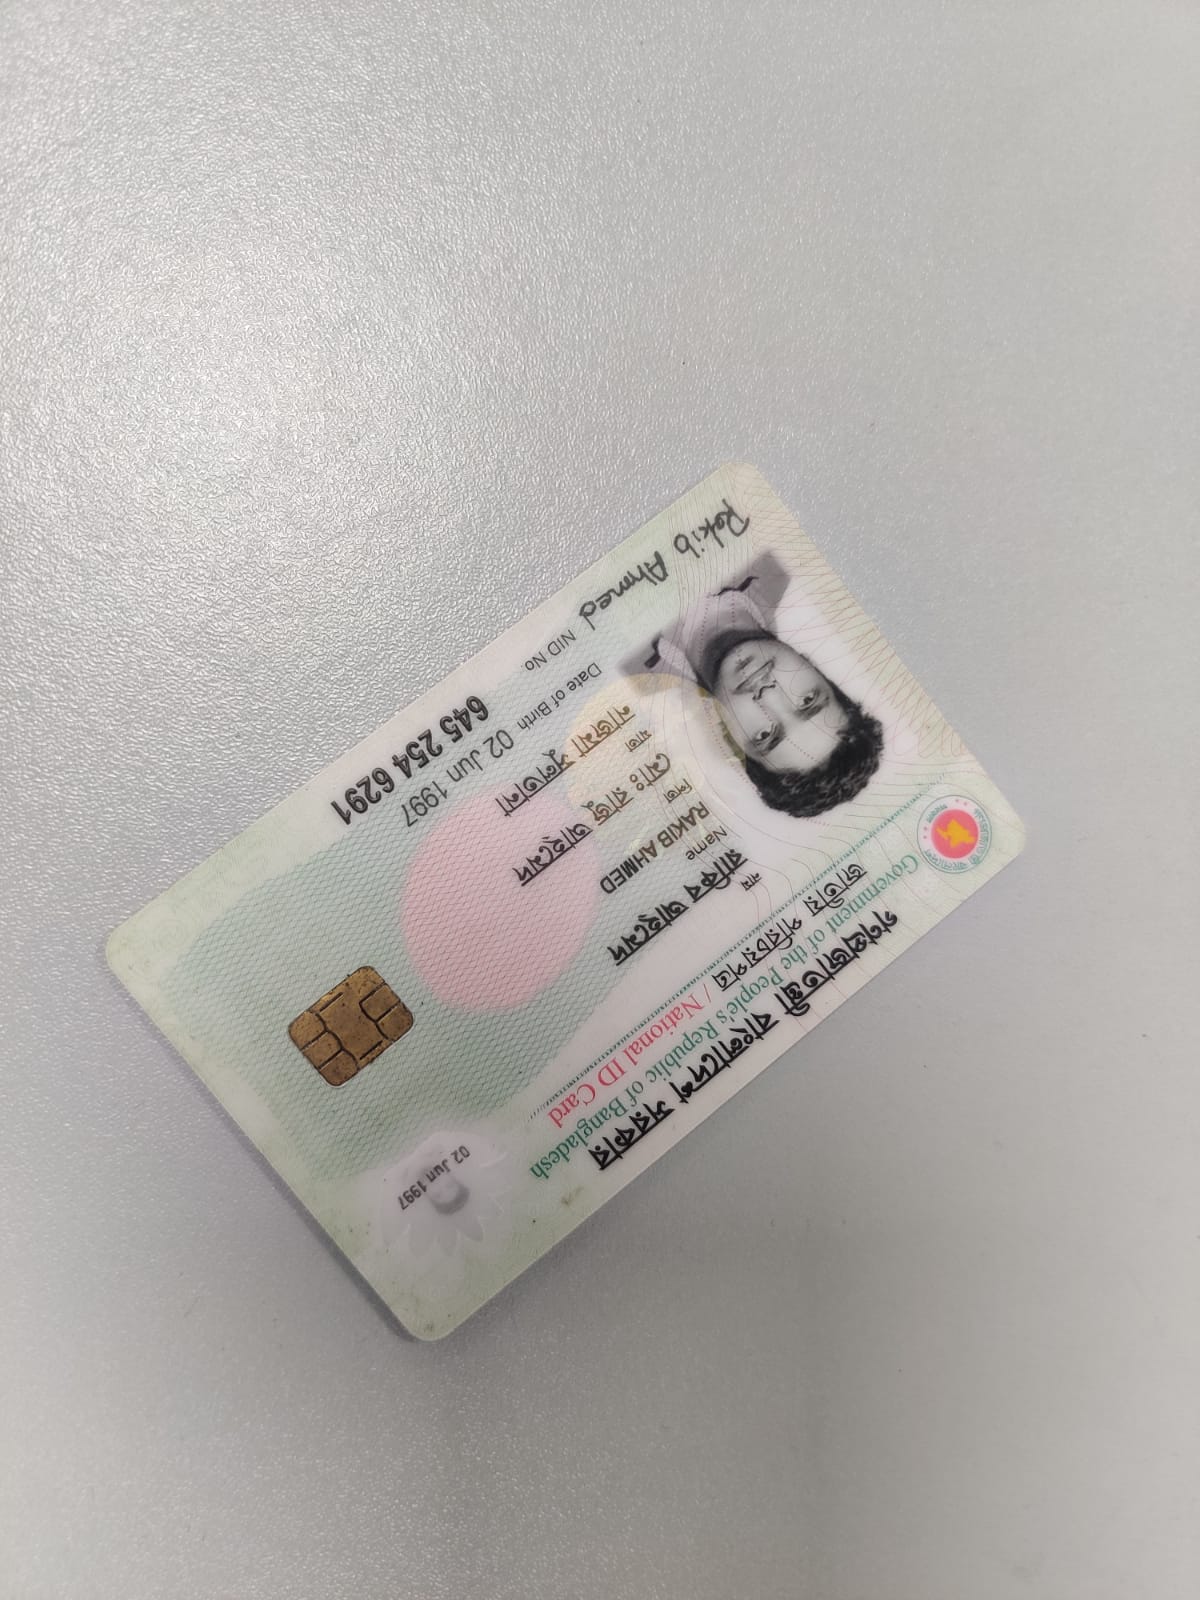 গণপ্রজাতন্ত্রী বাংলাদেশ সরকার
Government of the People's Republic of Bangladesh
জাতীয় পরিচয়পত্র / National ID Card
নাম
রাকিব আহমেদ
Name
RAKIB AHMED
পিতা
মোঃ রাজু আহমেদ
মাতা
নাজমা সুলতানা
Date of Birth 02 Jun 1997
NID No.
645 254 6291
Rakib Ahmed
02 Jun 1997